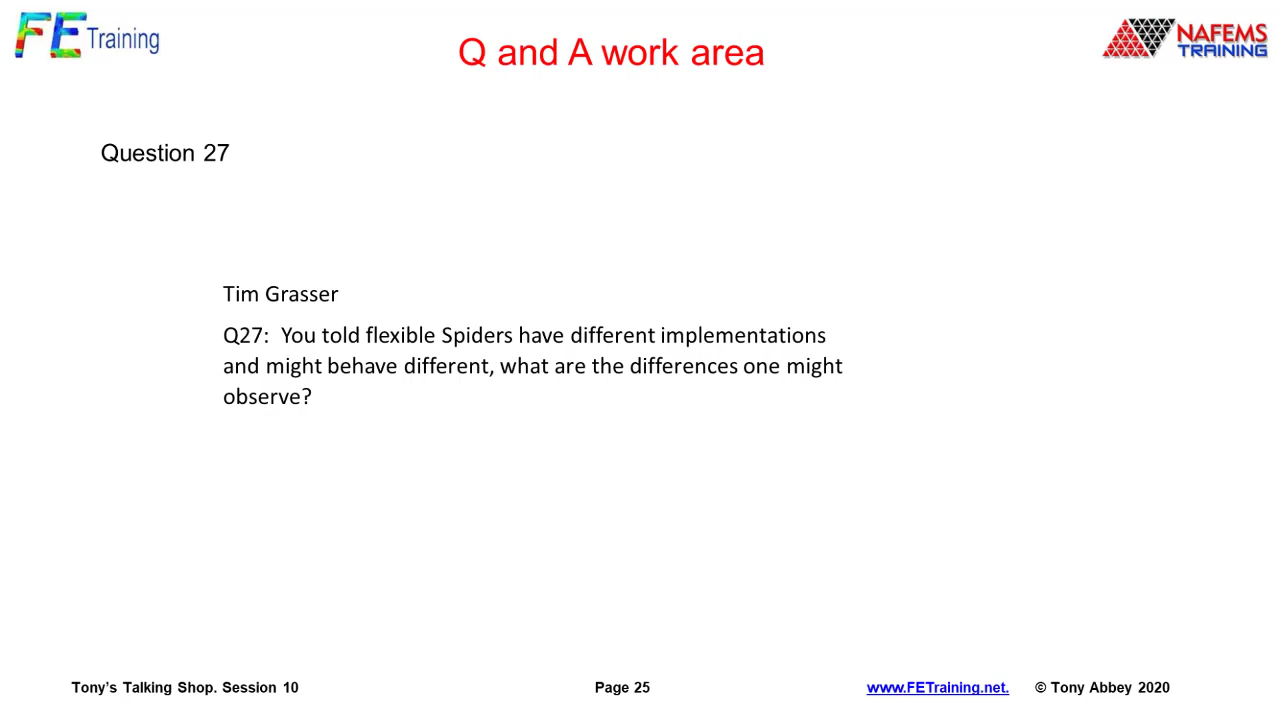 FE Training
Q and A work area
NAFEMS
TRAINING
Question 27
Tim Grasser
Q27:  You told flexible Spiders have different implementations
and might behave different, what are the differences one might
observe?
Tony's Talking Shop. Session 10
Page 25
www.FETraining.net.
© Tony Abbey 2020